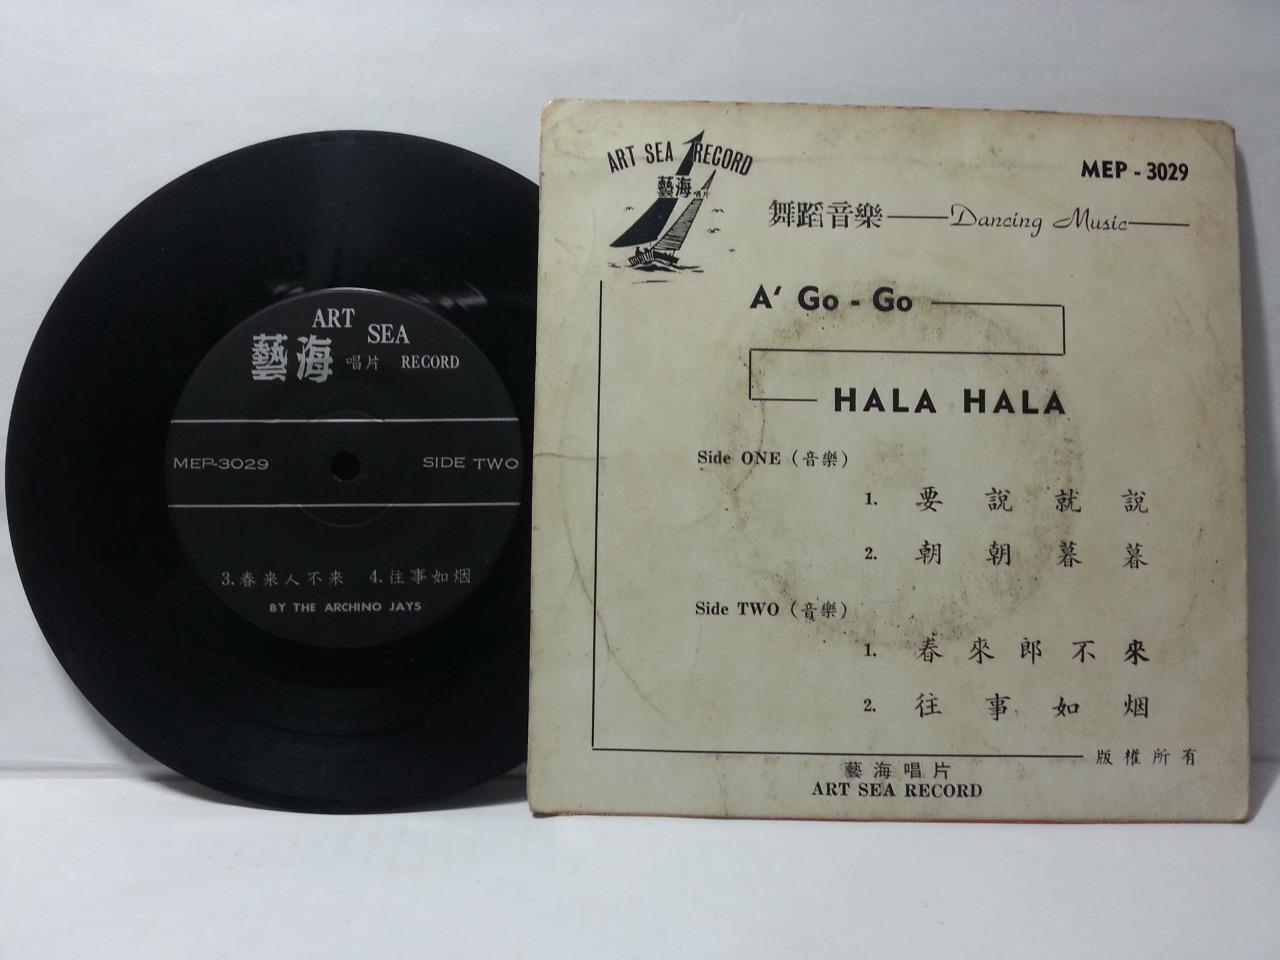 ART SEA
藝海 唱片 RECORD
MEP-3029 SIDE TWO
3.春来人不来 4.往事如烟
BY THE ARCHINO JAYS
ART SEA RECORD
藝海唱片
MEP - 3029
舞蹈音樂 Dancing Music
A' Go - Go
HALA HALA
Side ONE (音樂)
1. 要說就說
2. 朝朝暮暮
Side TWO (音樂)
1. 春來郎不來
2. 往事如烟
版權所有
藝海唱片
ART SEA RECORD